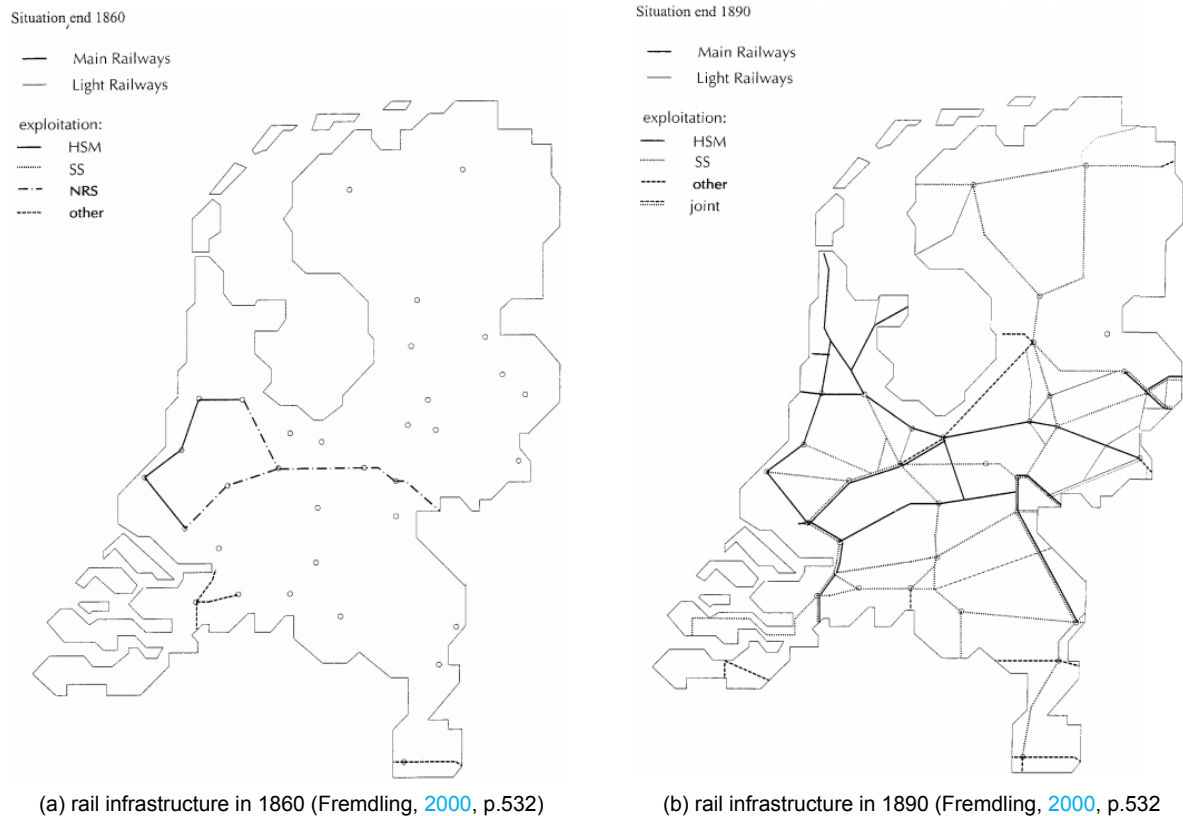 Situation end 1860
Main Railways
Light Railways
exploitation:
HSM
SS
NRS
other
(a) rail infrastructure in 1860 (Fremdling, 2000, p.532)
Situation end 1890
Main Railways
Light Railways
exploitation:
HSM
SS
other
joint
(b) rail infrastructure in 1890 (Fremdling, 2000, p.532